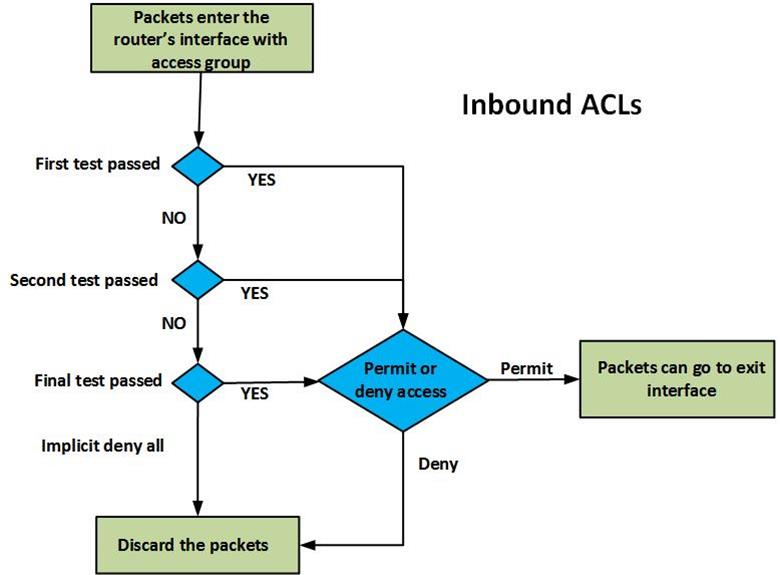 Packets enter the
router's interface with
access group
Inbound ACLs
First test passed
YES
NO
Second test passed
YES
NO
Final test passed
YES
Permit or
deny access
Permit
Packets can go to exit
interface
Implicit deny all
Deny
Discard the packets